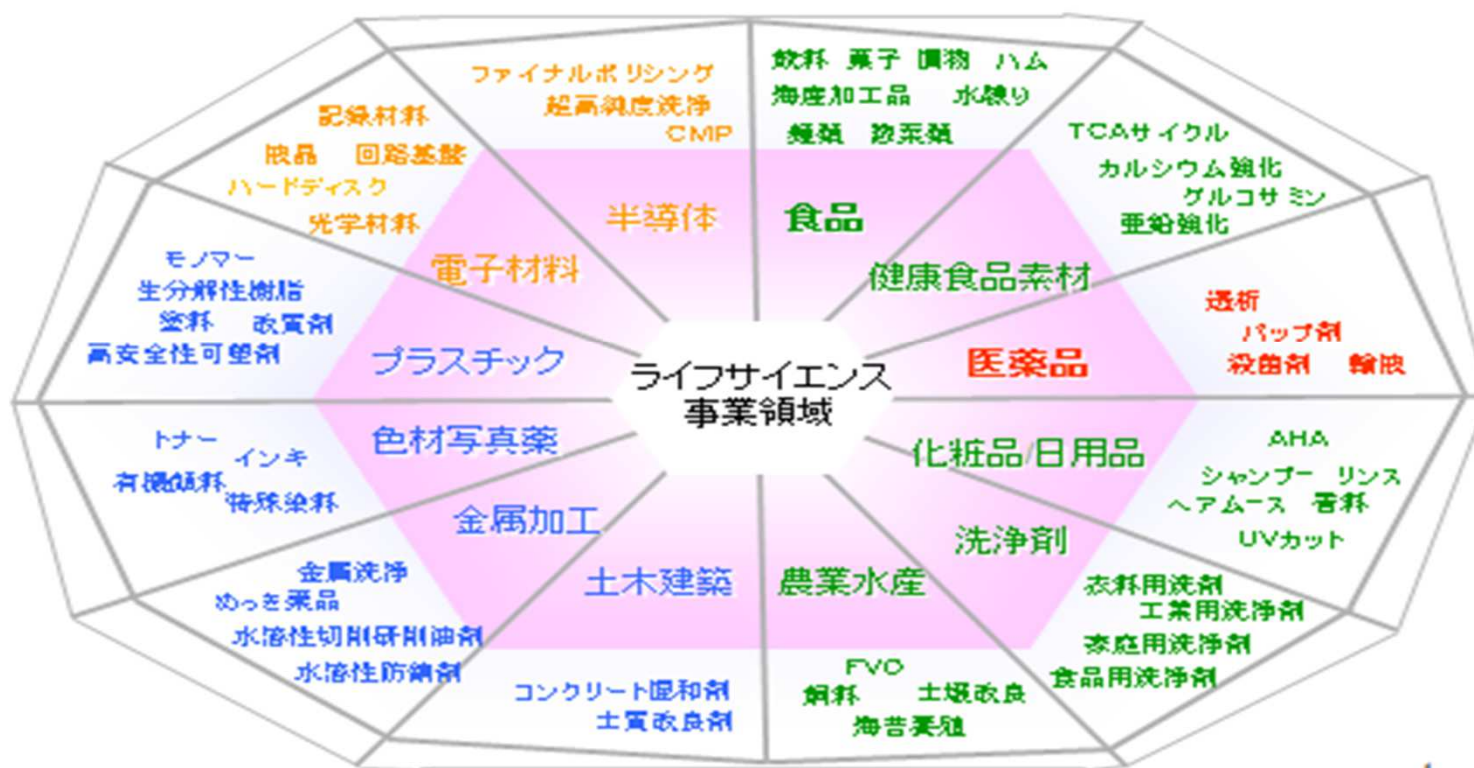 ライフサイエンス
事業領域
半導体
ファイナルポリシング
超高純度洗浄
CMP
食品
飲料 菓子 漬物 ハム
海産加工品 水練り
麺類 惣菜類
健康食品素材
TCAサイクル
カルシウム強化
グルコサミン
亜鉛強化
医薬品
透析
パップ剤
殺菌剤 輸液
化粧品/日用品
AHA
シャンプー リンス
ヘアムース 香料
UVカット
洗浄剤
衣料用洗剤
工業用洗浄剤
家庭用洗浄剤
食品用洗浄剤
農業水産
FVO
飼料 土壌改良
海苔養殖
土木建築
コンクリート混和剤
土質改良剤
金属加工
金属洗浄
めっき薬品
水溶性切削研削油剤
水溶性防錆剤
色材写真薬
トナー
インキ
有機顔料
特殊染料
プラスチック
モノマー
生分解性樹脂
塗料 改質剤
高安全性可塑剤
電子材料
記録材料
液晶 回路基盤
ハードディスク
光学材料